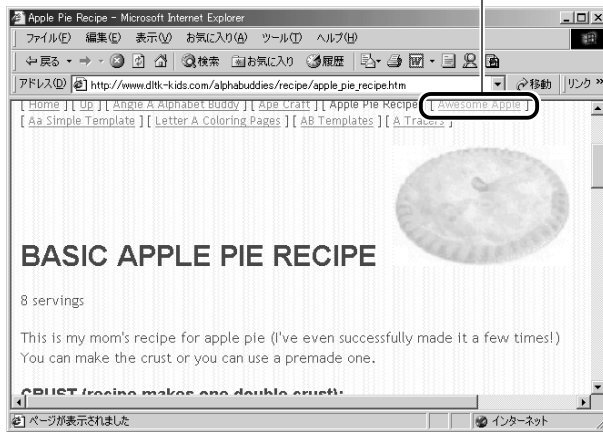 Apple Pie Recipe - Microsoft Internet Explorer
ファイル(F) 編集(E) 表示(V) お気に入り(A) ツール(T) ヘルプ(H)
戻る 検索 お気に入り 履歴
アドレス(D) http://www.dltk-kids.com/alphabuddies/recipe/apple_pie_recipe.htm 移動 リンク »
[ Home ] [ Up ] [ Angie A Alphabet Buddy ] [ Ape Craft ] [ Apple Pie Recipe ] [ Awesome Apple ]
[ Aa Simple Template ] [ Letter A Coloring Pages ] [ AB Templates ] [ A Tracers ]
BASIC APPLE PIE RECIPE
8 servings
This is my mom's recipe for apple pie (I've even successfully made it a few times!)
You can make the crust or you can use a premade one.
CRUST (recipe makes one double crust):
ページが表示されました インターネット